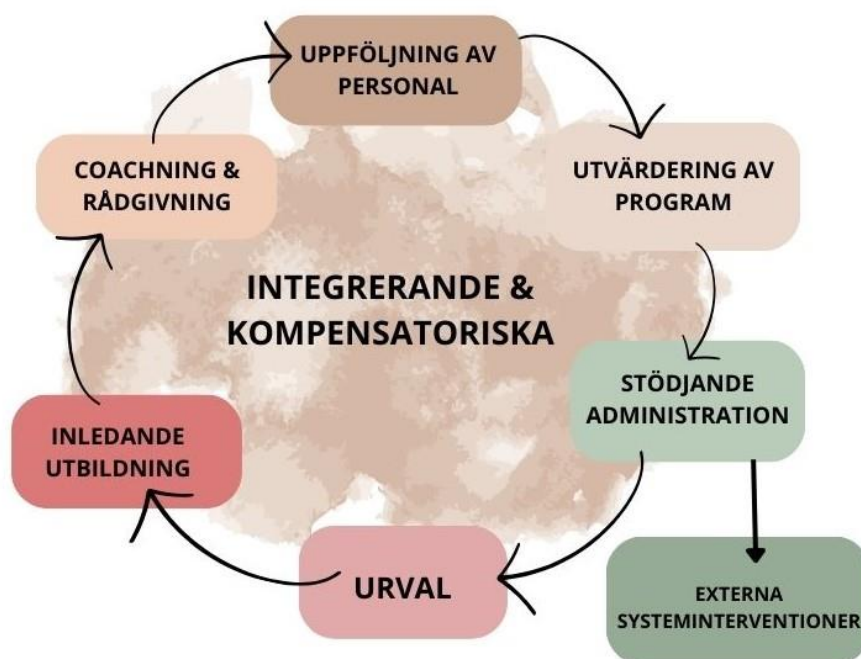 UPPFÖLJNING AV
PERSONAL
COACHNING &
RÅDGIVNING
UTVÄRDERING AV
PROGRAM
INTEGRERANDE &
KOMPENSATORISKA
STÖDJANDE
ADMINISTRATION
INLEDANDE
UTBILDNING
URVAL
EXTERNA
SYSTEMINTERVENTIONER